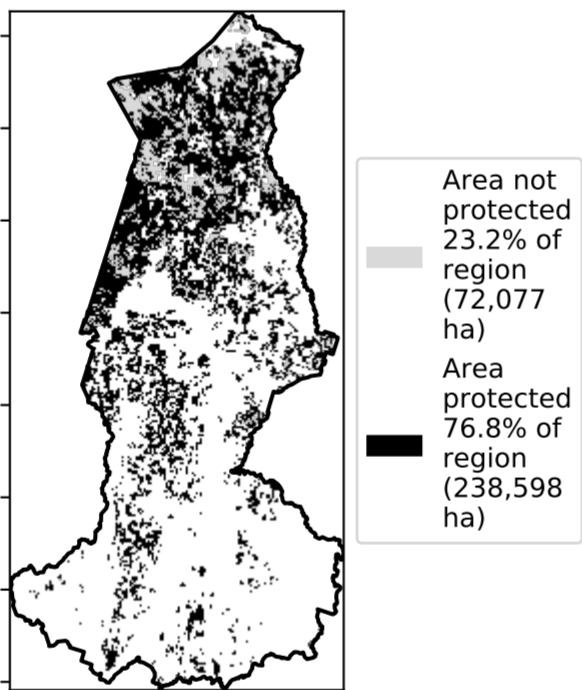 Area not
protected
23.2% of
region
(72,077
ha)
Area
protected
76.8% of
region
(238,598
ha)